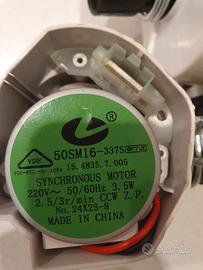 ®
VDE
50SM16-337S
15.4835.7.005
SYNCHRONOUS MOTOR
220V~ 50/60Hz 3.5W
2.5/3r/min CCW Z.P.
No.24X25-8
MADE IN CHINA